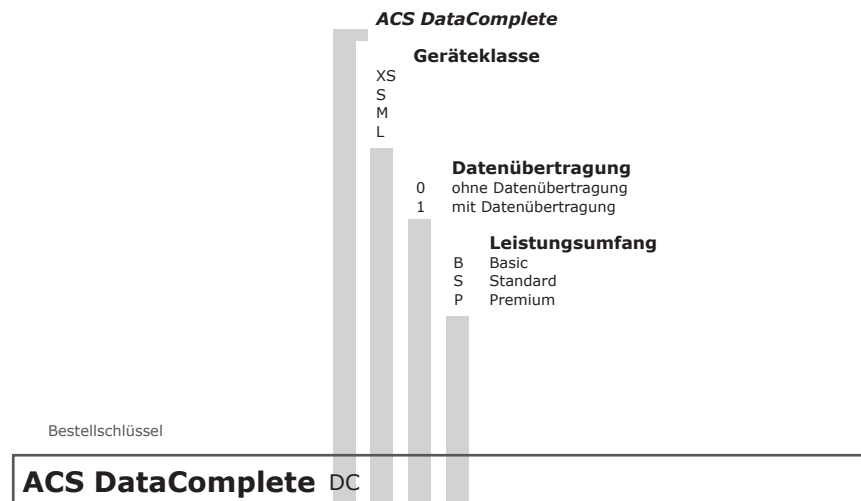 ACS DataComplete
Geräteklasse
XS
S
M
L
Datenübertragung
0 ohne Datenübertragung
1 mit Datenübertragung
Leistungsumfang
B Basic
S Standard
P Premium
Bestellschlüssel
ACS DataComplete DC